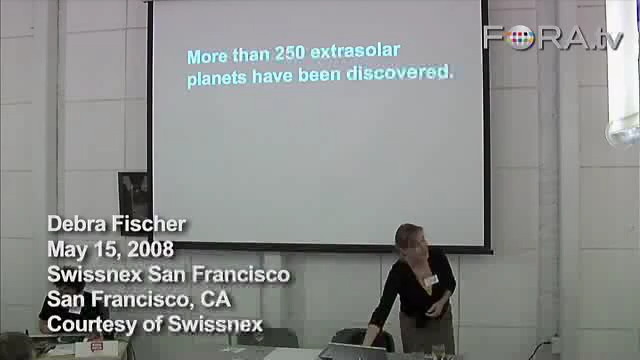 More than 250 extrasolar
planets have been discovered.
FORA.tv
Debra Fischer
May 15, 2008
Swissnex San Francisco
San Francisco, CA
Courtesy of Swissnex